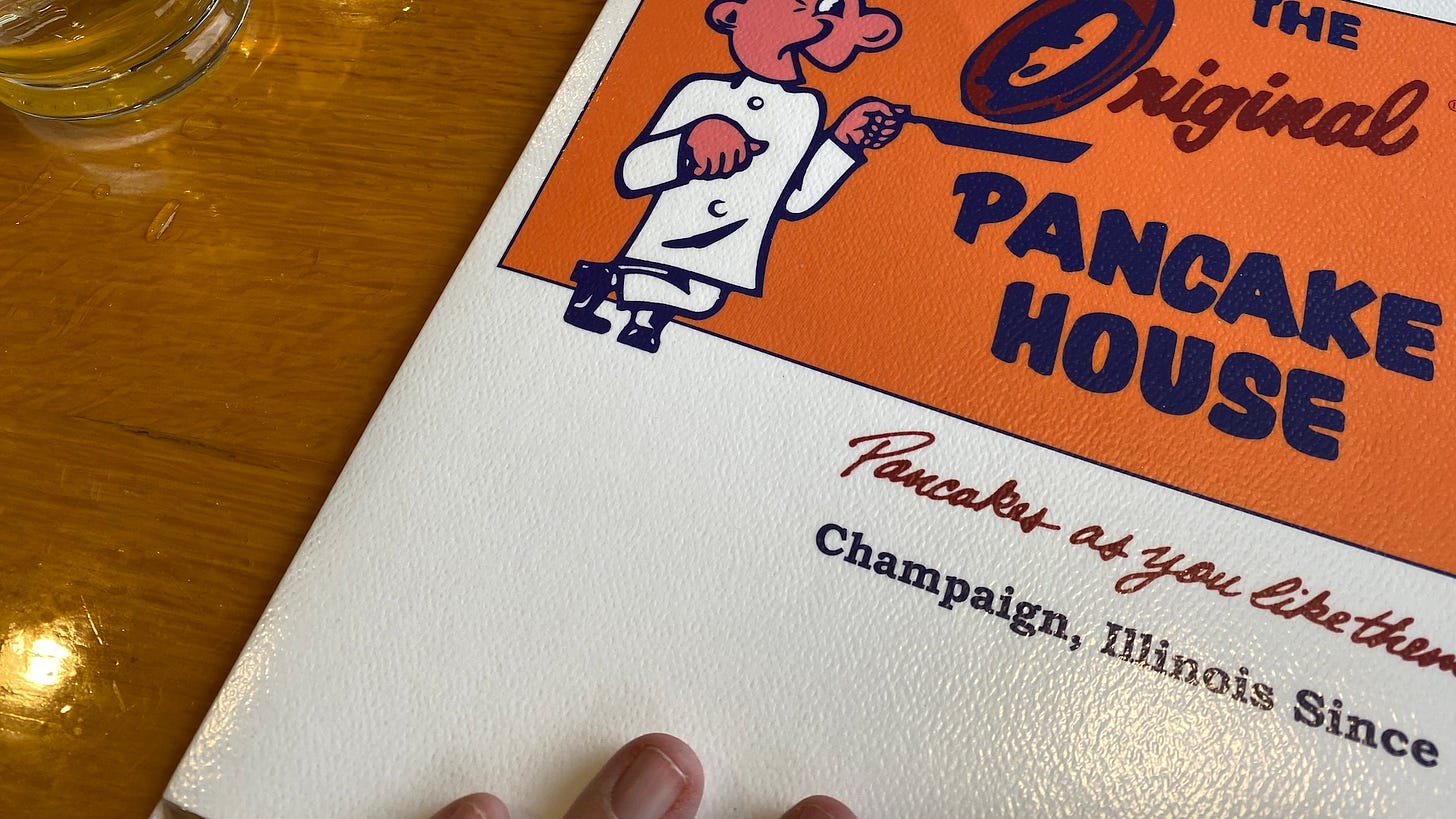 THE
Original
PANCAKE
HOUSE
Pancakes as you like them
Champaign, Illinois Since